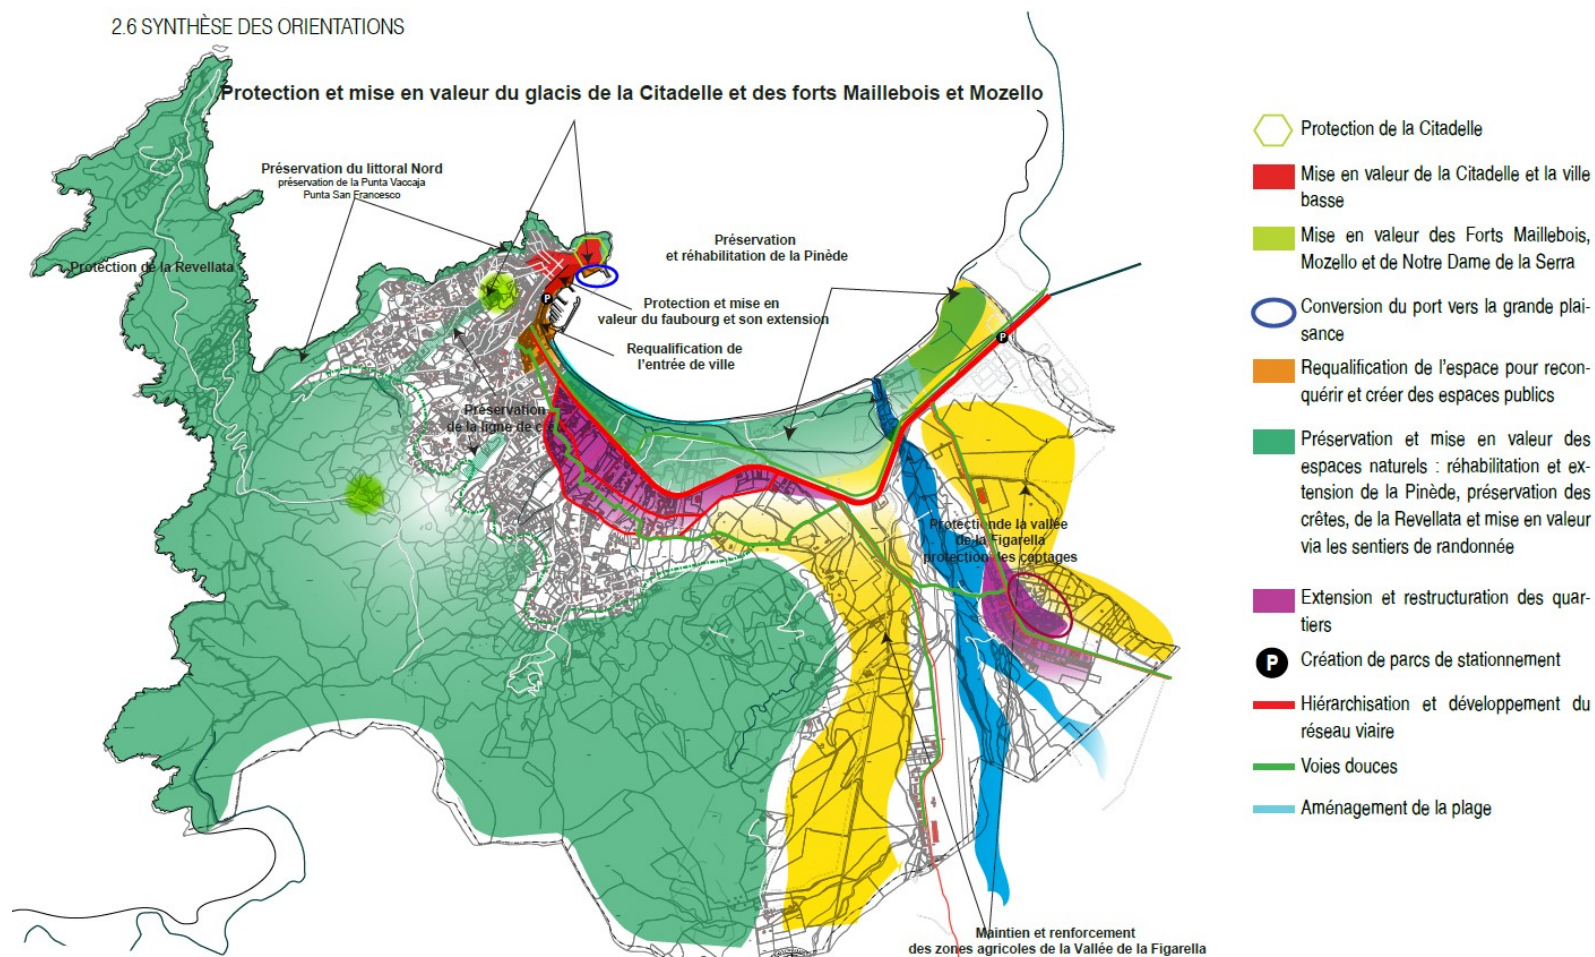 2.6 SYNTHÈSE DES ORIENTATIONS
Protection et mise en valeur du glacis de la Citadelle et des forts Maillebois et Mozello
Préservation du littoral Nord
préservation de la Punta Vaccaja
Punta San Francesco
Protection de la Revellata
Préservation
et réhabilitation de la Pinède
Protection et mise en
valeur du faubourg et son extension
Requalification de
l'entrée de ville
Préservation
de la ligne de
Protection de la vallée
de la Figarella
protection les captages
Maintien et renforcement
des zones agricoles de la Vallée de la Figarella
P
P
Protection de la Citadelle
Mise en valeur de la Citadelle et la ville
basse
Mise en valeur des Forts Maillebois,
Mozello et de Notre Dame de la Serra
Conversion du port vers la grande plai-
sance
Requalification de l'espace pour recon-
quérir et créer des espaces publics
Préservation et mise en valeur des
espaces naturels : réhabilitation et ex-
tension de la Pinède, préservation des
crêtes, de la Revellata et mise en valeur
via les sentiers de randonnée
Extension et restructuration des quar-
tiers
P Création de parcs de stationnement
Hiérarchisation et développement du
réseau viaire
Voies douces
Aménagement de la plage